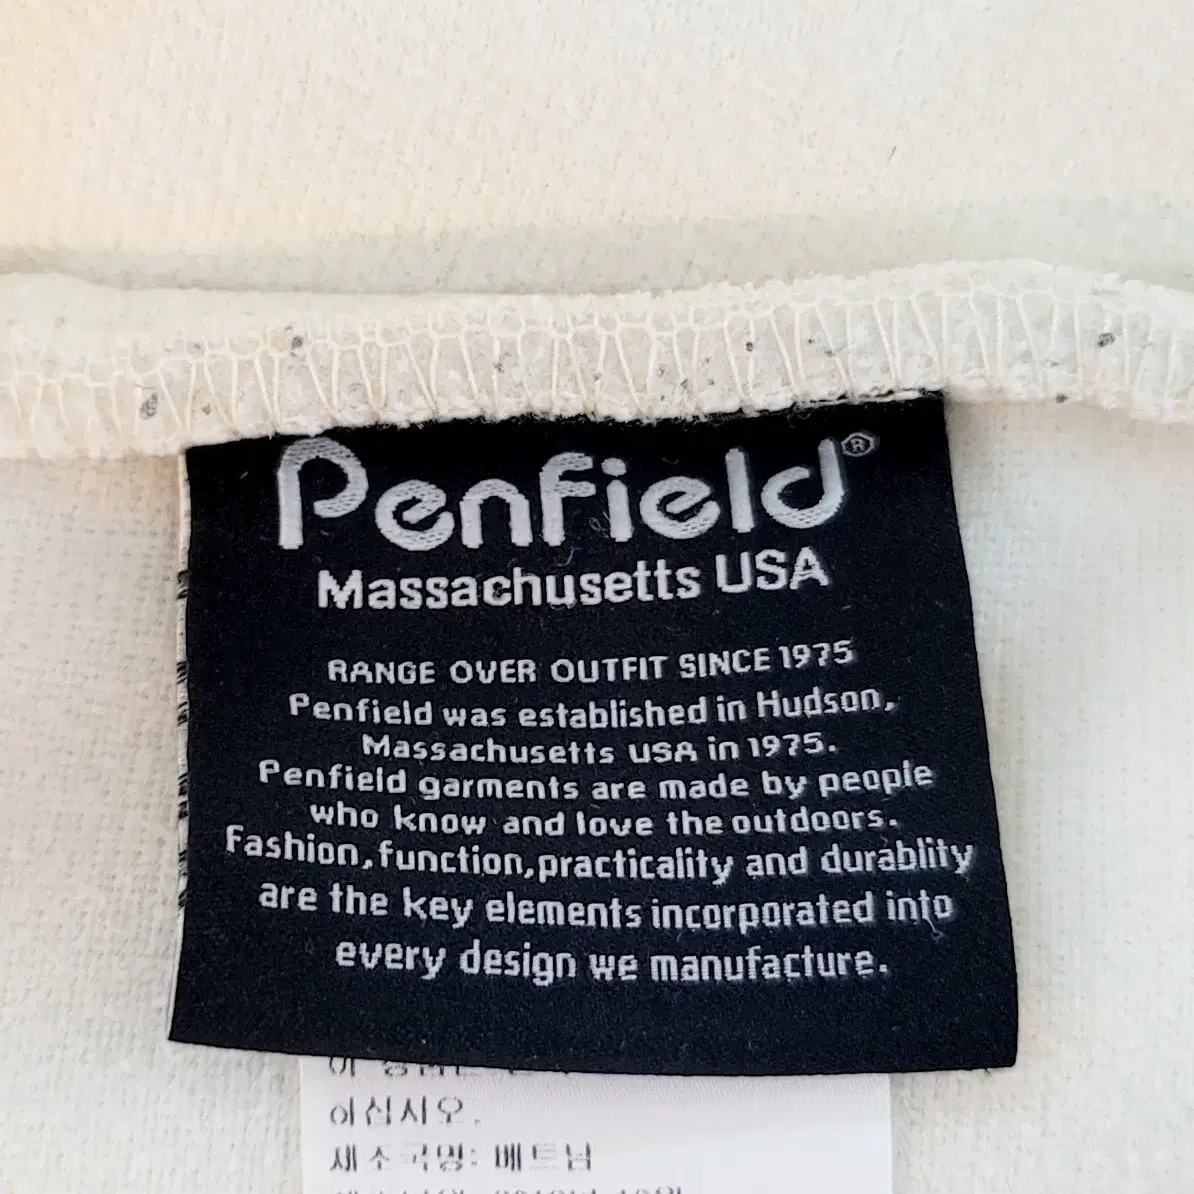 Penfield®
Massachusetts USA
RANGE OVER OUTFIT SINCE 1975
Penfield was established in Hudson,
Massachusetts USA in 1975.
Penfield garments are made by people
who know and love the outdoors.
Fashion, function, practicality and durablity
are the key elements incorporated into
every design we manufacture.
이십시오.
제조국명: 베트남